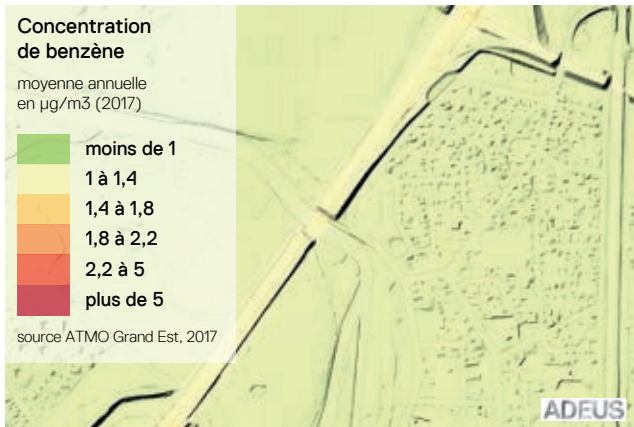 Concentration
de benzène
moyenne annuelle
en µg/m3 (2017)
moins de 1
1 à 1,4
1,4 à 1,8
1,8 à 2,2
2,2 à 5
plus de 5
source ATMO Grand Est, 2017
ADEUS